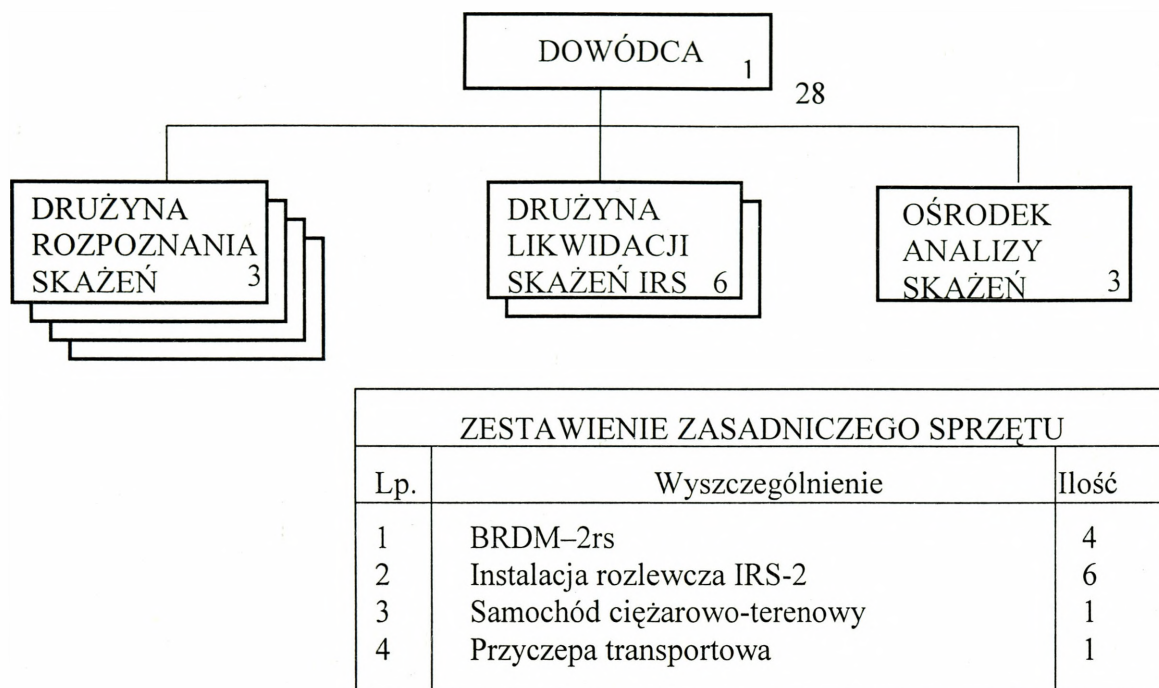 DOWÓDCA 1
28
DRUŻYNA
ROZPOZNANIA
SKAŻEŃ 3
DRUŻYNA
LIKWIDACJI
SKAŻEŃ IRS 6
OŚRODEK
ANALIZY
SKAŻEŃ 3
ZESTAWIENIE ZASADNICZEGO SPRZĘTU
Lp. Wyszczególnienie Ilość
1 BRDM–2rs 4
2 Instalacja rozlewcza IRS-2 6
3 Samochód ciężarowo-terenowy 1
4 Przyczepa transportowa 1